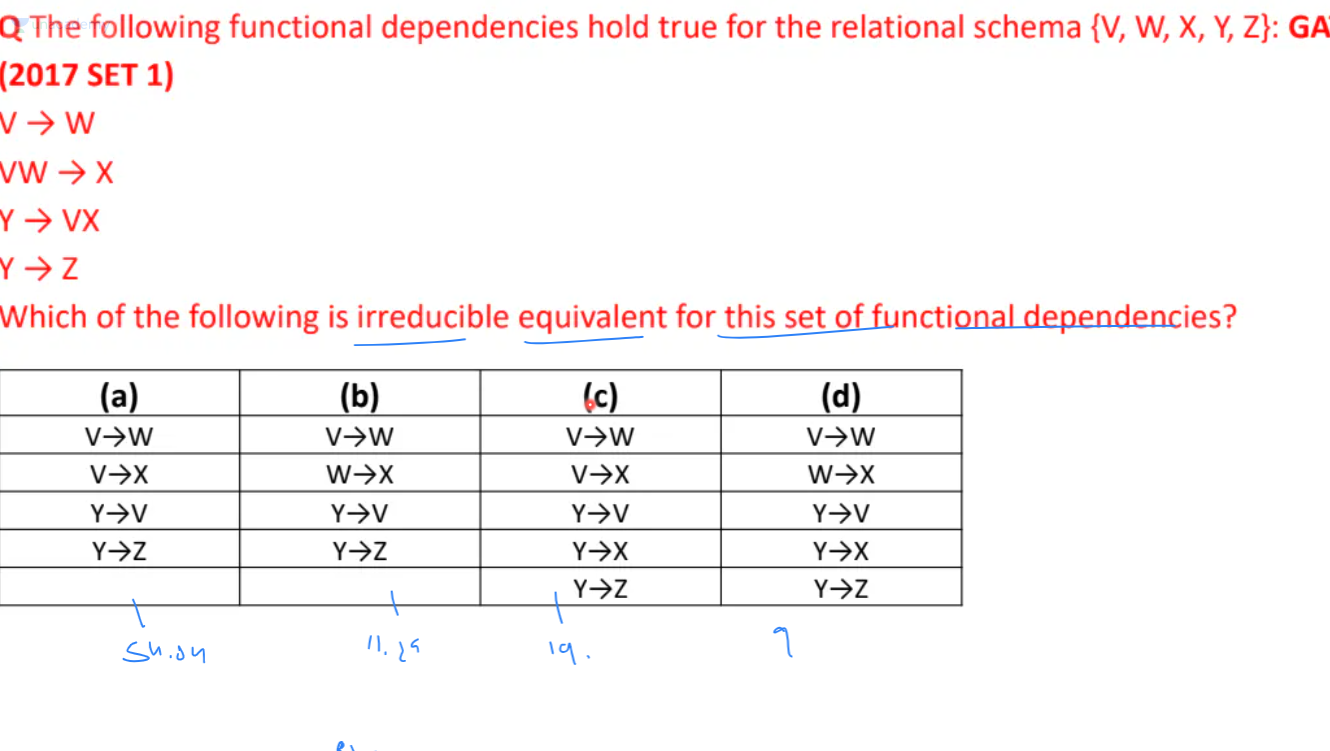 Q The following functional dependencies hold true for the relational schema {V, W, X, Y, Z}: GA
(2017 SET 1)
V → W
VW → X
Y → VX
Y → Z
Which of the following is irreducible equivalent for this set of functional dependencies?
(a) (b) (c) (d)
V→W V→W V→W V→W
V→X W→X V→X W→X
Y→V Y→V Y→V Y→V
Y→Z Y→Z Y→X Y→X
Y→Z Y→Z
54.04 11.29 19. 9